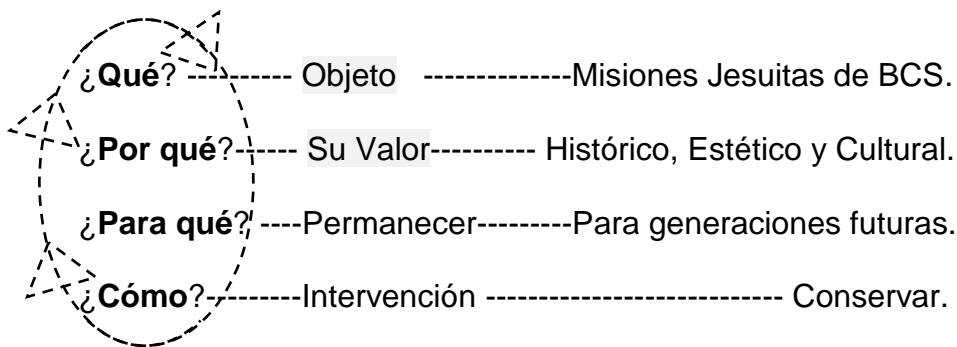 ¿Qué? ---------- Objeto --------------Misiones Jesuitas de BCS.
¿Por qué?------ Su Valor---------- Histórico, Estético y Cultural.
¿Para qué? ----Permanecer---------Para generaciones futuras.
¿Cómo?---------Intervención --------------------------- Conservar.